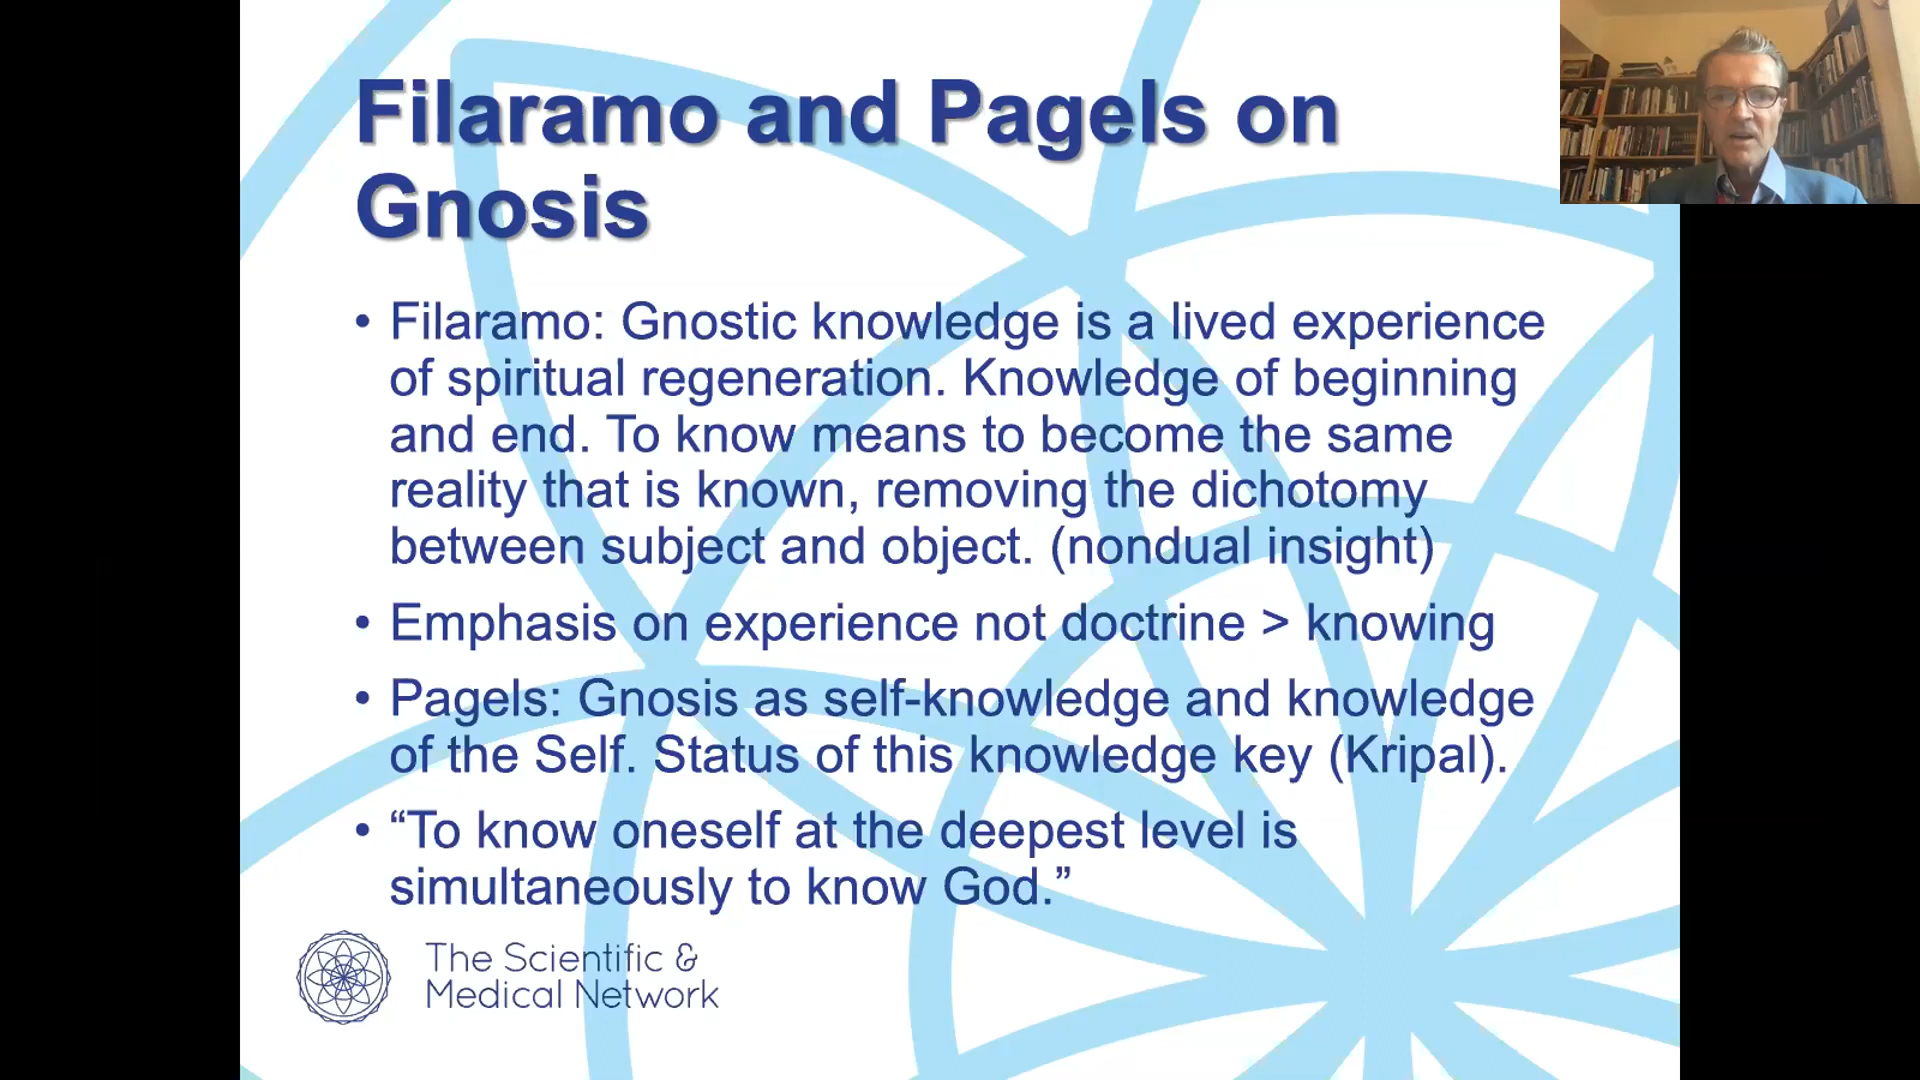 Filaramo and Pagels on
Gnosis
• Filaramo: Gnostic knowledge is a lived experience
of spiritual regeneration. Knowledge of beginning
and end. To know means to become the same
reality that is known, removing the dichotomy
between subject and object. (nondual insight)
• Emphasis on experience not doctrine > knowing
• Pagels: Gnosis as self-knowledge and knowledge
of the Self. Status of this knowledge key (Kripal).
• “To know oneself at the deepest level is
simultaneously to know God.”
The Scientific &
Medical Network